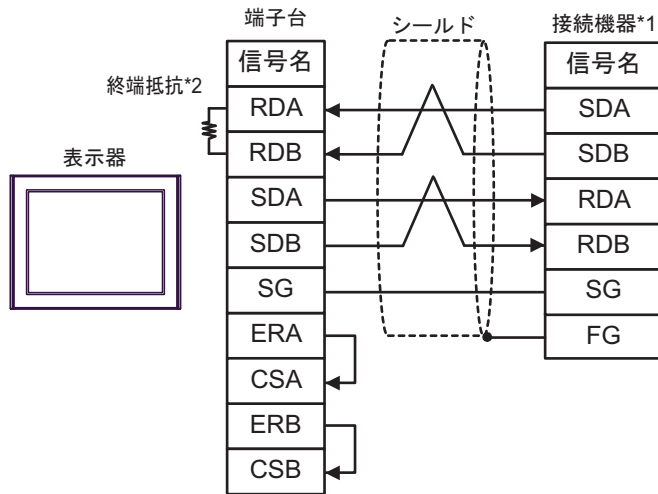 端子台
シールド
接続機器*1
信号名
信号名
終端抵抗*2
RDA
SDA
RDB
SDB
表示器
SDA
RDA
SDB
RDB
SG
SG
ERA
FG
CSA
ERB
CSB